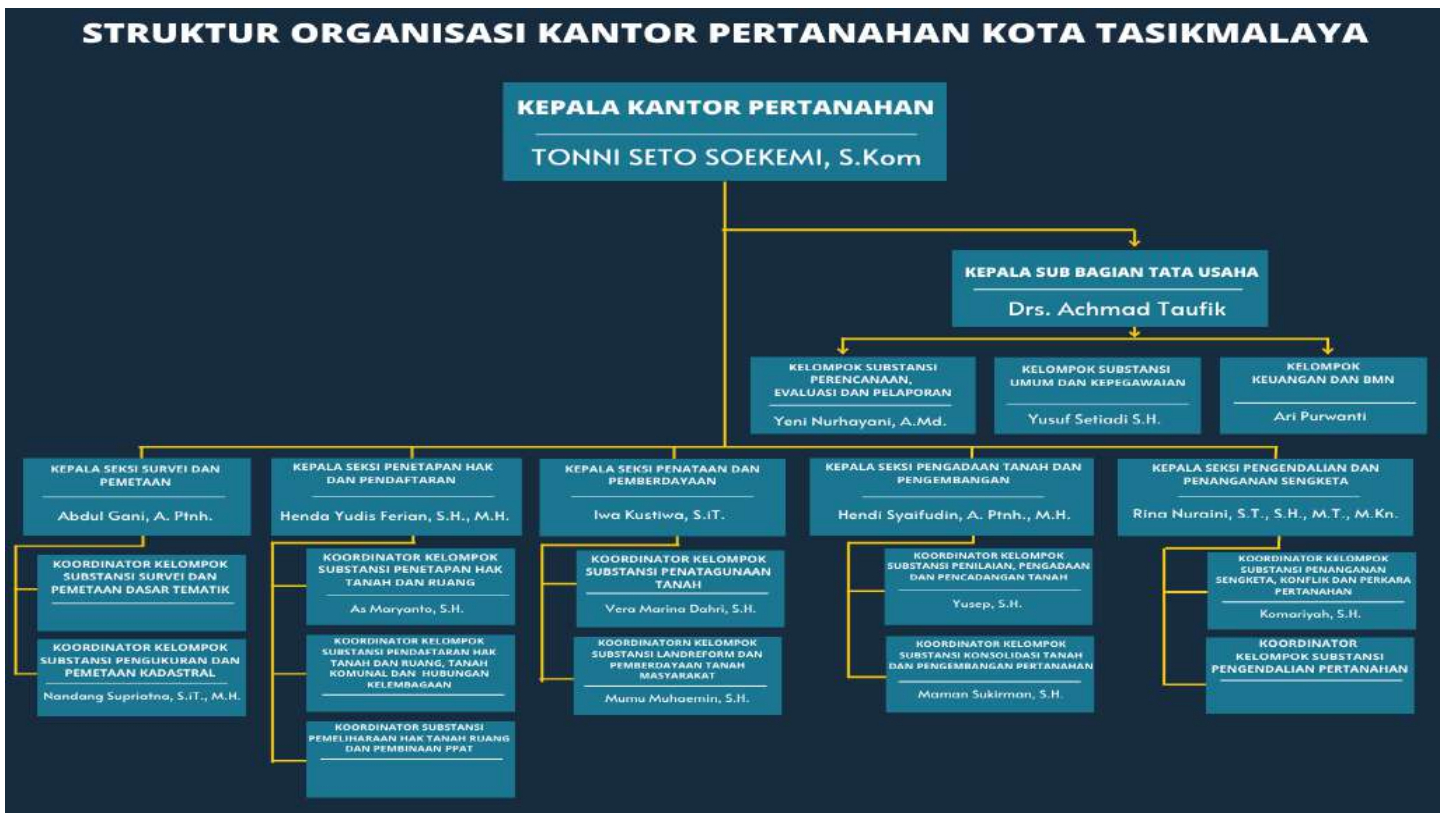 STRUKTUR ORGANISASI KANTOR PERTANAHAN KOTA TASIKMALAYA
KEPALA KANTOR PERTANAHAN
TONNI SETO SOEKEMI, S.Kom
KEPALA SUB BAGIAN TATA USAHA
Drs. Achmad Taufik
KELOMPOK SUBSTANSI
PERENCANAAN,
EVALUASI DAN PELAPORAN
Yeni Nurhayani, A.Md.
KELOMPOK SUBSTANSI
UMUM DAN KEPEGAWAIAN
Yusuf Setiadi S.H.
KELOMPOK
KEUANGAN DAN BMN
Ari Purwanti
KEPALA SEKSI SURVEI DAN
PEMETAAN
Abdul Gani, A. Ptnh.
KOORDINATOR KELOMPOK
SUBSTANSI SURVEI DAN
PEMETAAN DASAR TEMATIK
KOORDINATOR KELOMPOK
SUBSTANSI PENGUKURAN DAN
PEMETAAN KADASTRAL
Nandang Supriatna, S.iT., M.H.
KEPALA SEKSI PENETAPAN HAK
DAN PENDAFTARAN
Henda Yudis Ferian, S.H., M.H.
KOORDINATOR KELOMPOK
SUBSTANSI PENETAPAN HAK
TANAH DAN RUANG
As Maryanto, S.H.
KOORDINATOR KELOMPOK
SUBSTANSI PENDAFTARAN HAK
TANAH DAN RUANG, TANAH
KOMUNAL DAN HUBUNGAN
KELEMBAGAAN
KOORDINATOR SUBSTANSI
PEMELIHARAAN HAK TANAH RUANG
DAN PEMBINAAN PPAT
KEPALA SEKSI PENATAAN DAN
PEMBERDAYAAN
Iwa Kustiwa, S.iT.
KOORDINATOR KELOMPOK
SUBSTANSI PENATAGUNAAN
TANAH
Vera Marina Dahri, S.H.
KOORDINATORN KELOMPOK
SUBSTANSI LANDREFORM DAN
PEMBERDAYAAN TANAH
MASYARAKAT
Mumu Muhaemin, S.H.
KEPALA SEKSI PENGADAAN TANAH DAN
PENGEMBANGAN
Hendi Syaifudin, A. Ptnh., M.H.
KOORDINATOR KELOMPOK
SUBSTANSI PENILAIAN, PENGADAAN
DAN PENCADANGAN TANAH
Yusep, S.H.
KOORDINATOR KELOMPOK
SUBSTANSI KONSOLIDASI TANAH
DAN PENGEMBANGAN PERTANAHAN
Maman Sukirman, S.H.
KEPALA SEKSI PENGENDALIAN DAN
PENANGANAN SENGKETA
Rina Nuraini, S.T., S.H., M.T., M.Kn.
KOORDINATOR KELOMPOK
SUBSTANSI PENANGANAN
SENGKETA, KONFLIK DAN PERKARA
PERTANAHAN
Komariyah, S.H.
KOORDINATOR
KELOMPOK SUBSTANSI
PENGENDALIAN PERTANAHAN